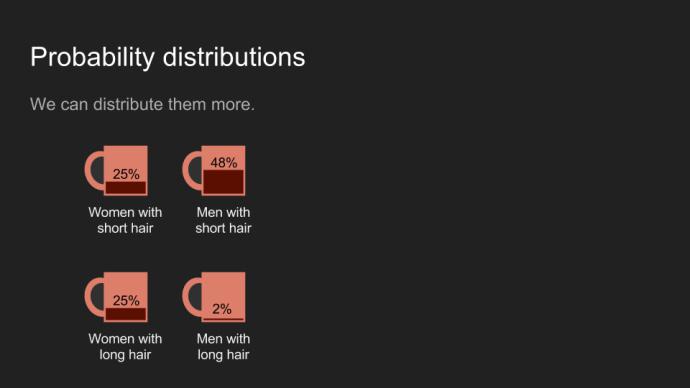 Probability distributions
We can distribute them more.
25%
48%
Women with
short hair
Men with
short hair
25%
2%
Women with
long hair
Men with
long hair